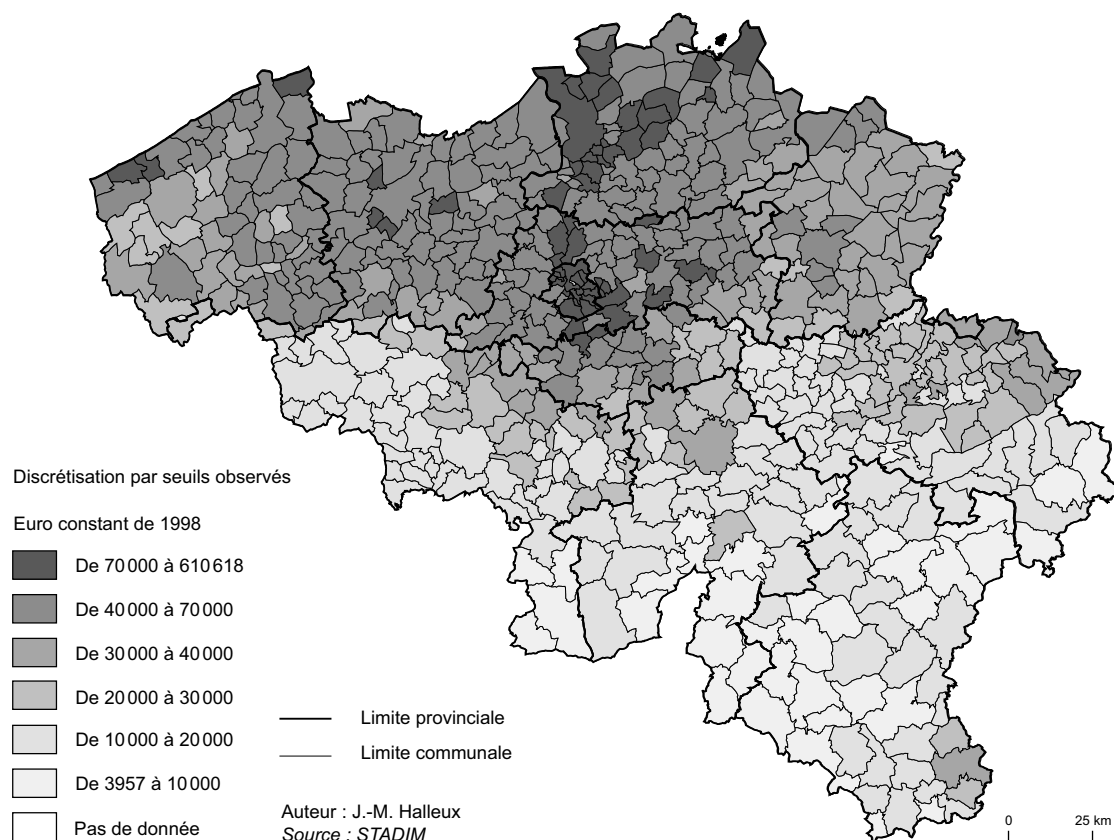 Discrétisation par seuils observés
Euro constant de 1998
De 70 000 à 610 618
De 40 000 à 70 000
De 30 000 à 40 000
De 20 000 à 30 000
De 10 000 à 20 000
De 3957 à 10 000
Pas de donnée
Limite provinciale
Limite communale
Auteur : J.-M. Halleux
Source : STADIM
0 25 km